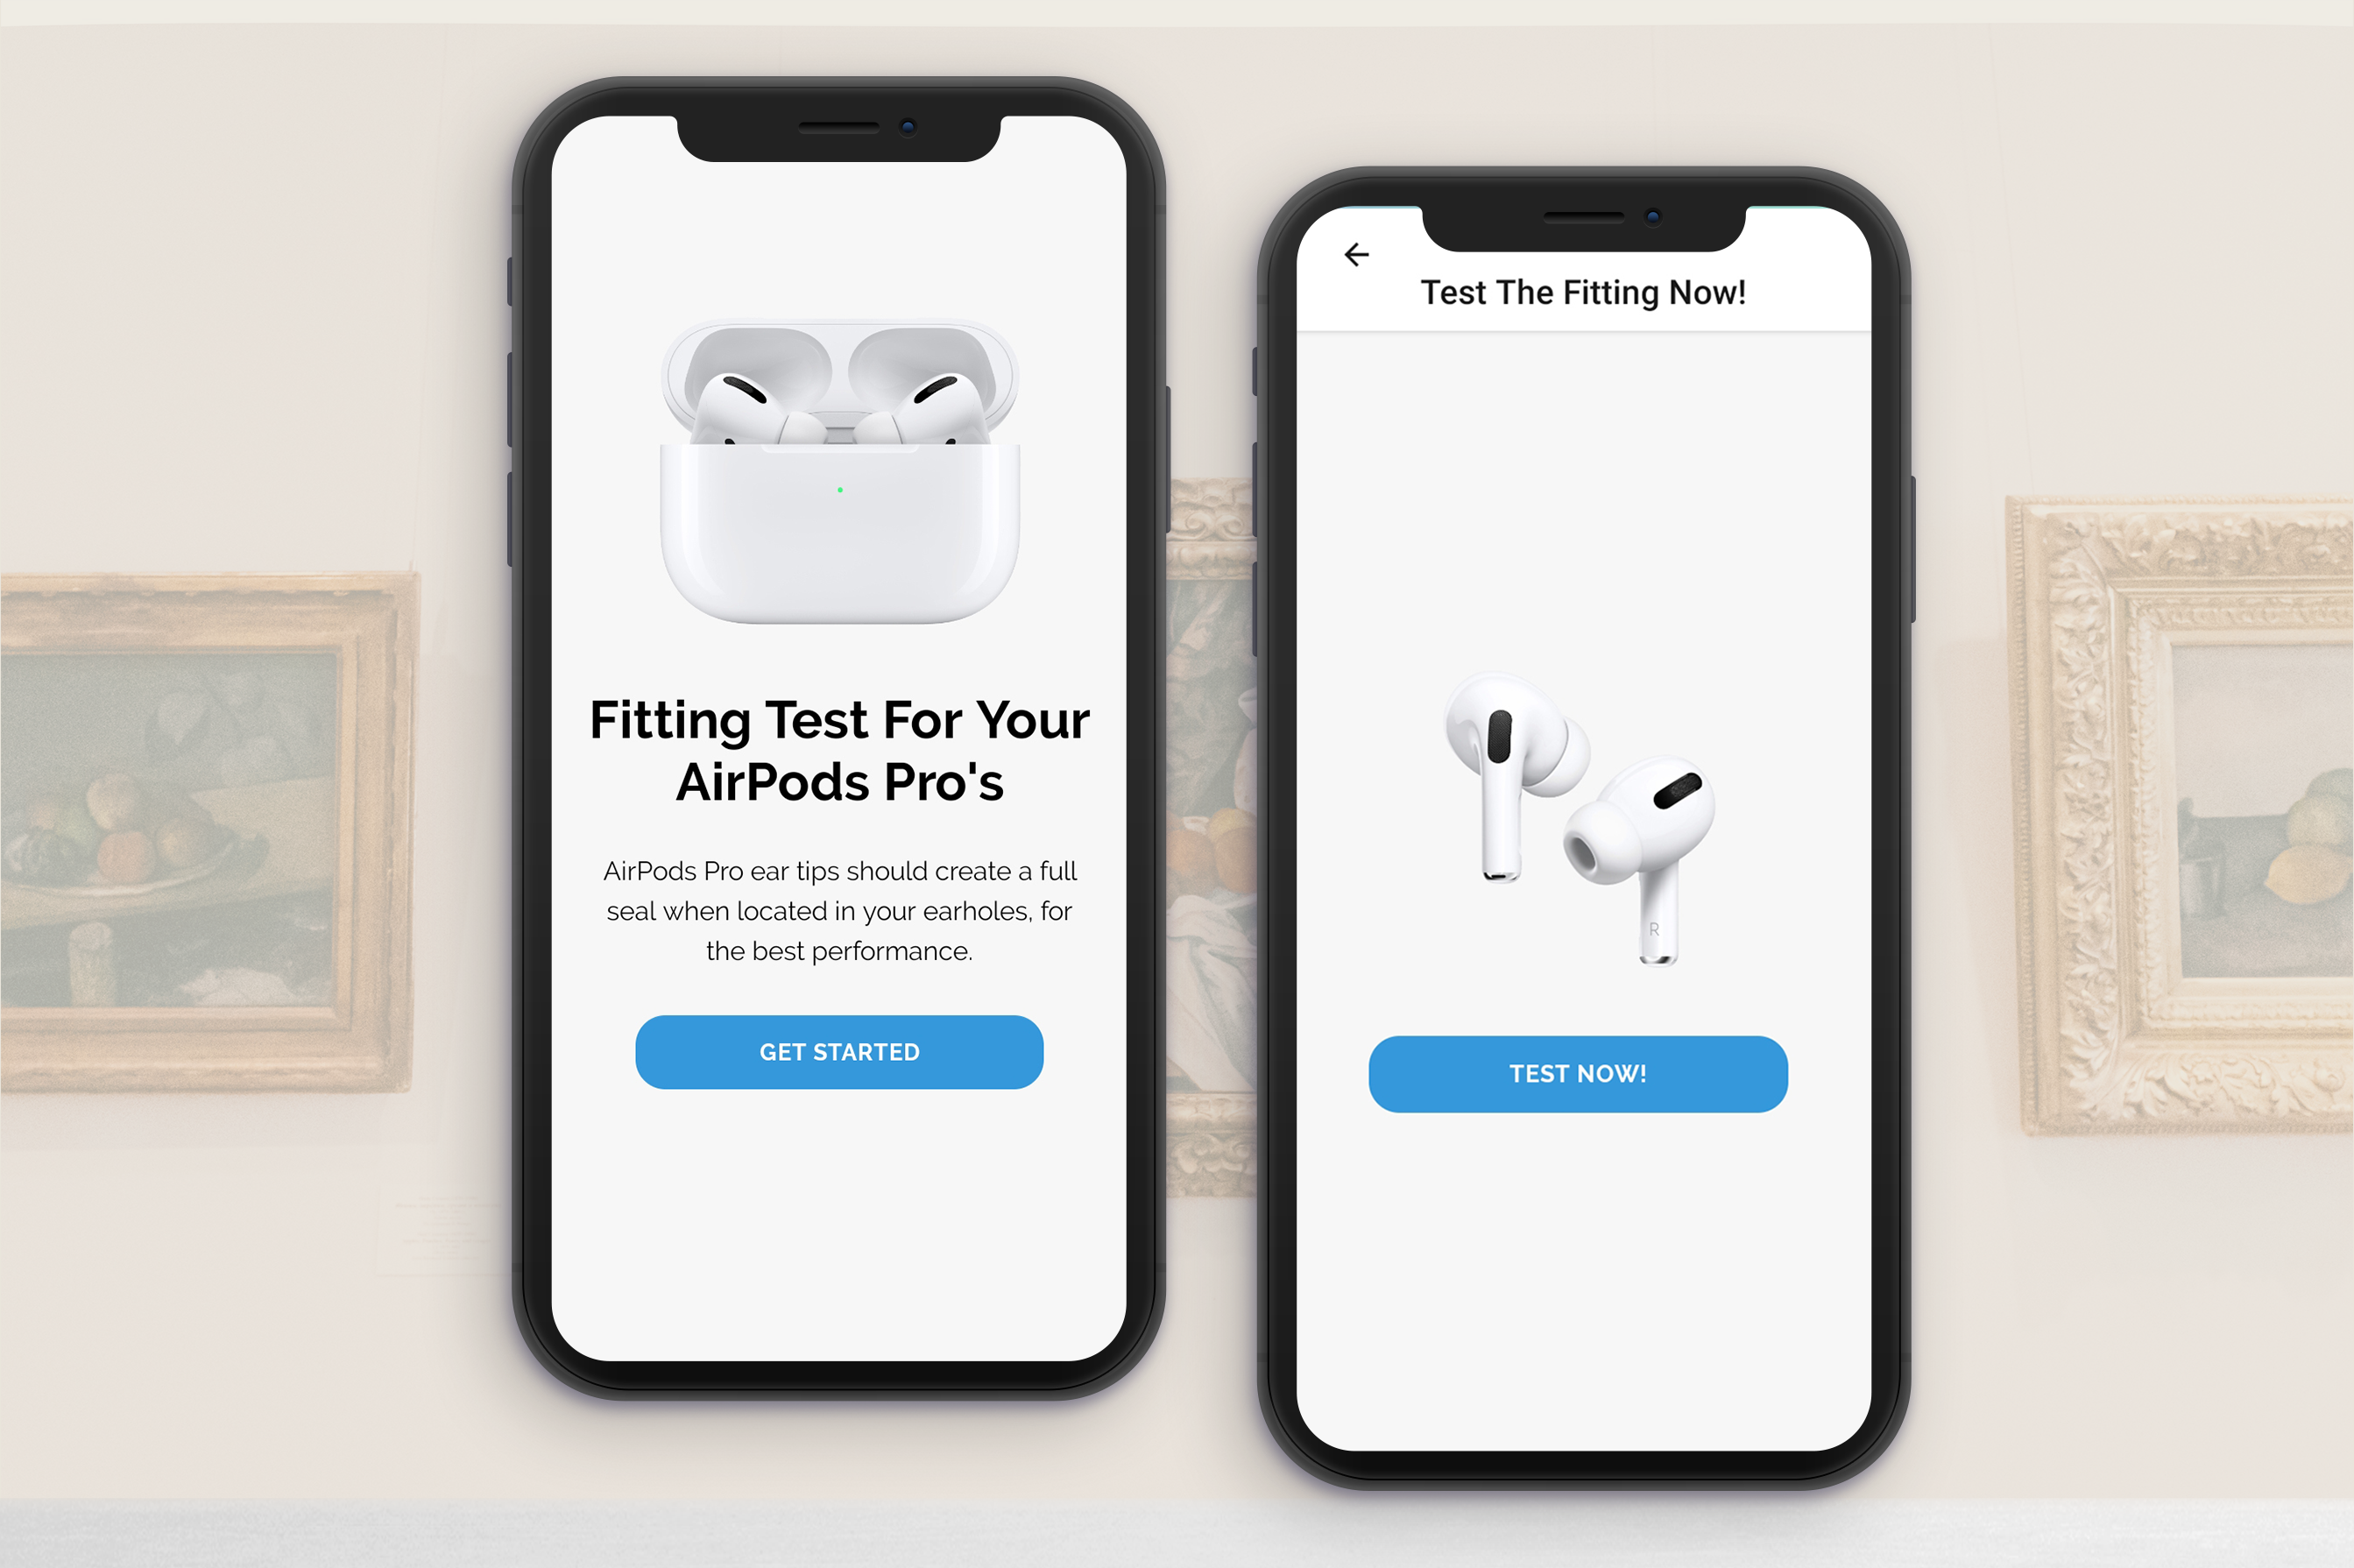 Fitting Test For Your
AirPods Pro's
AirPods Pro ear tips should create a full
seal when located in your earholes, for
the best performance.
GET STARTED
Test The Fitting Now!
R
TEST NOW!